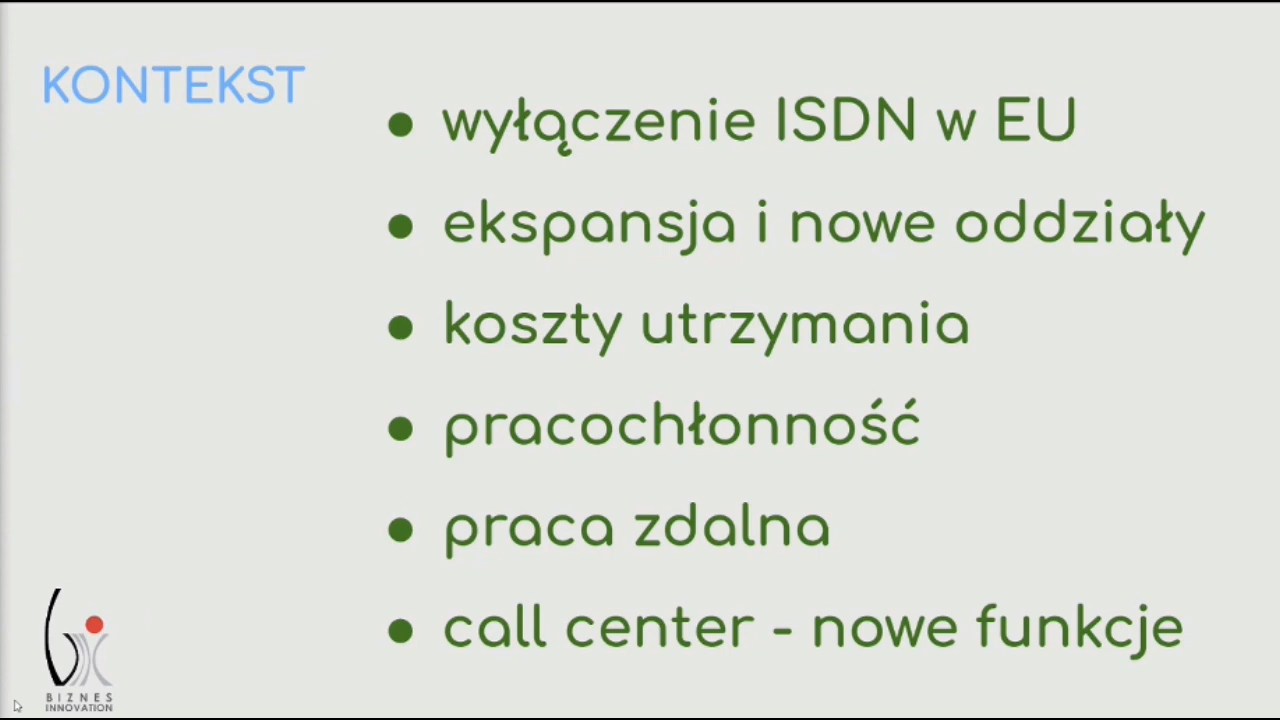 KONTEKST
● wyłączenie ISDN w EU
● ekspansja i nowe oddziały
● koszty utrzymania
● pracochłonność
● praca zdalna
● call center - nowe funkcje
BIZNES
INNOVATION